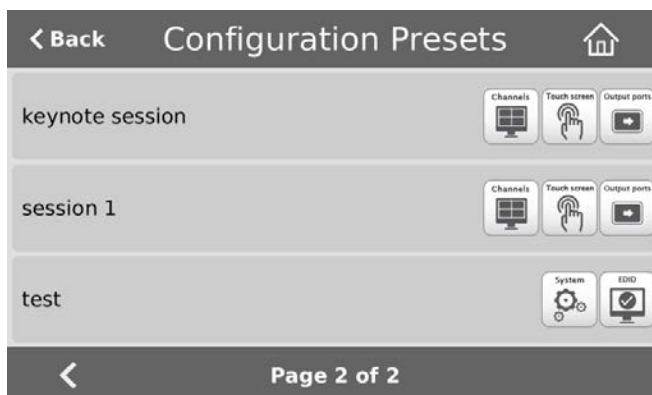 Back Configuration Presets
keynote session
Channels Touch screen Output ports
session 1
Channels Touch screen Output ports
test
System EDID
Page 2 of 2